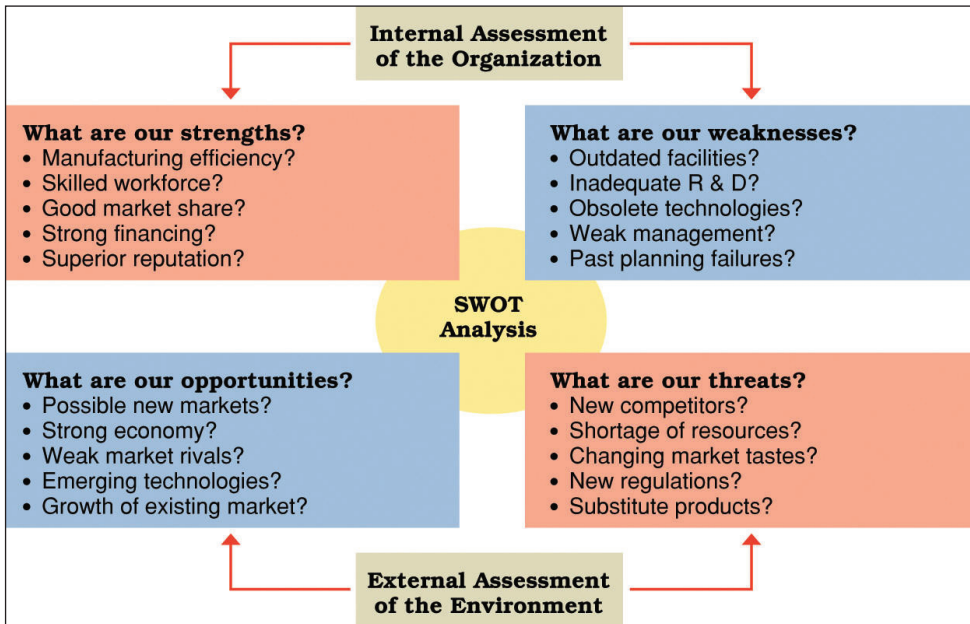 Internal Assessment
of the Organization
What are our strengths?
• Manufacturing efficiency?
• Skilled workforce?
• Good market share?
• Strong financing?
• Superior reputation?
What are our weaknesses?
• Outdated facilities?
• Inadequate R & D?
• Obsolete technologies?
• Weak management?
• Past planning failures?
SWOT
Analysis
What are our opportunities?
• Possible new markets?
• Strong economy?
• Weak market rivals?
• Emerging technologies?
• Growth of existing market?
What are our threats?
• New competitors?
• Shortage of resources?
• Changing market tastes?
• New regulations?
• Substitute products?
External Assessment
of the Environment